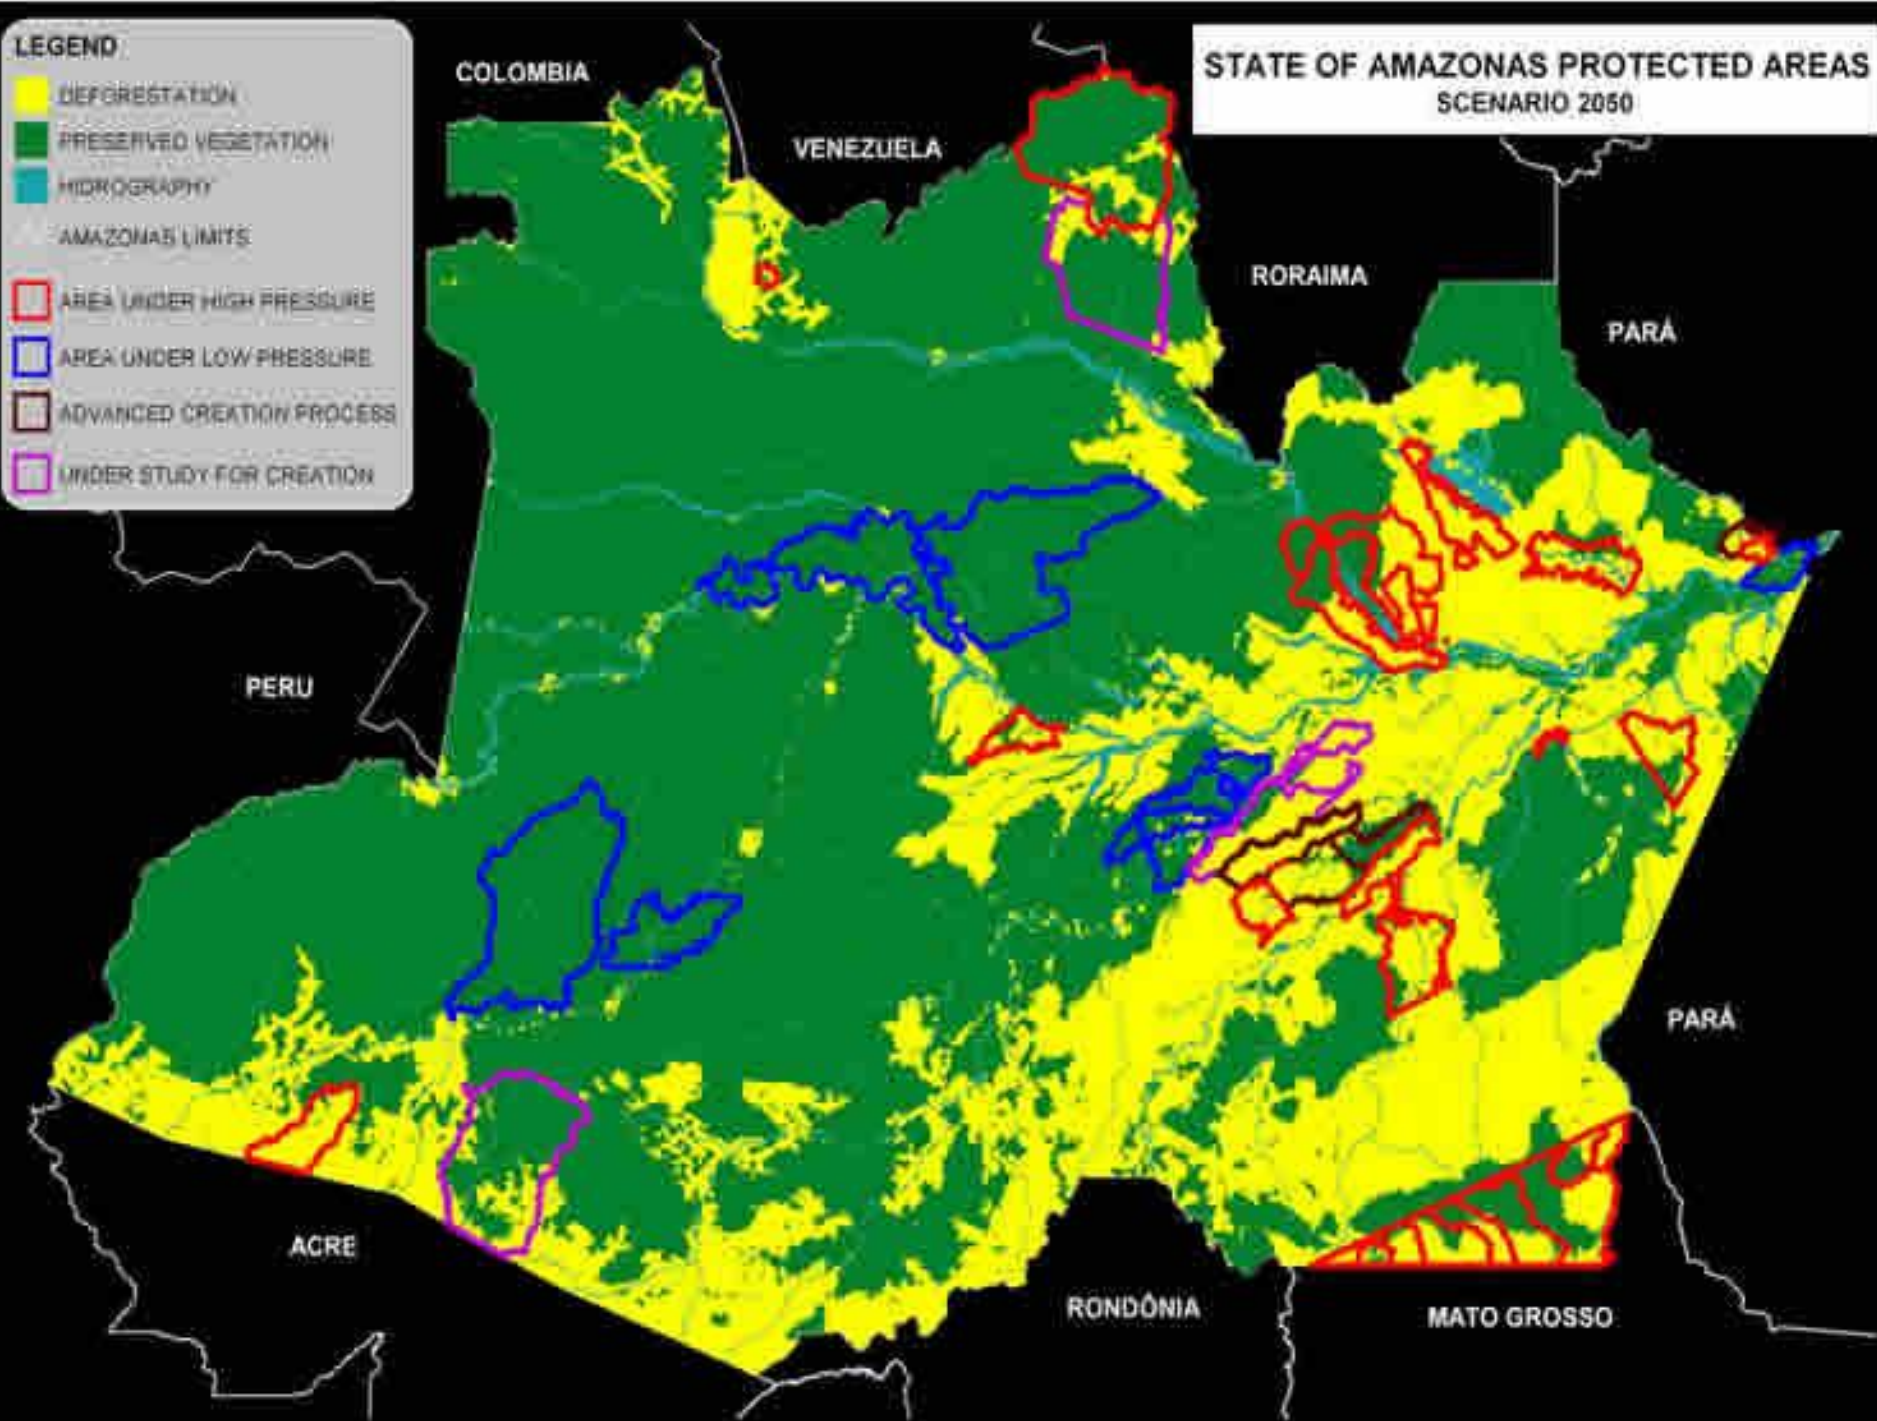 LEGEND
DEFORESTATION
PRESERVED VEGETATION
HIDROGRAPHY
AMAZONAS LIMITS
AREA UNDER HIGH PRESSURE
AREA UNDER LOW PRESSURE
ADVANCED CREATION PROCESS
UNDER STUDY FOR CREATION
STATE OF AMAZONAS PROTECTED AREAS
SCENARIO 2050
COLOMBIA
VENEZUELA
RORAIMA
PARÁ
PERU
PARÁ
ACRE
RONDÔNIA
MATO GROSSO